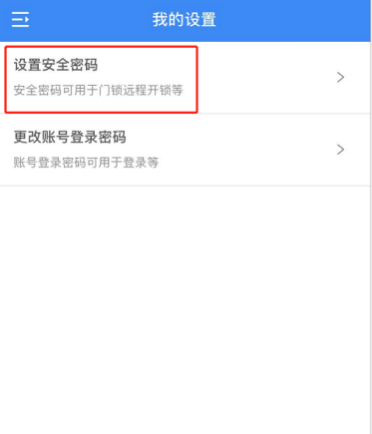 我的设置
设置安全密码
安全密码可用于门锁远程开锁等
更改账号登录密码
账号登录密码可用于登录等